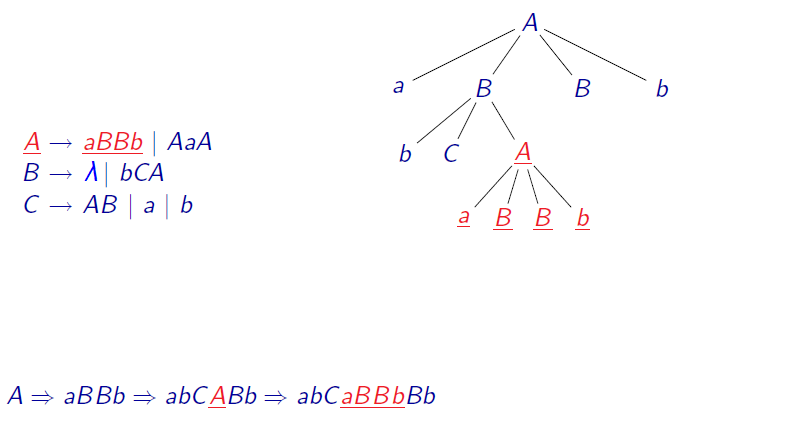 A
a B B b
A → aBBb | AaA
b C A
B → λ | bCA
C → AB | a | b
a B B b
A ⇒ aBBb ⇒ abCABb ⇒ abCaBBbBb